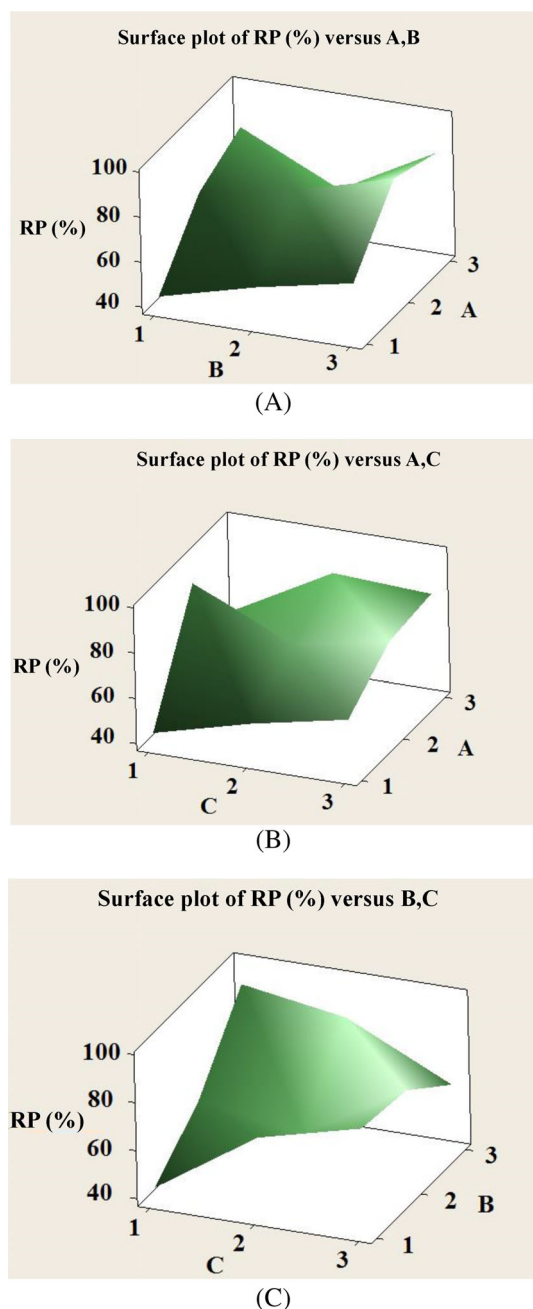 Surface plot of RP (%) versus A,B
100
80
RP (%)
60
40
1
2
3
B
1
2
3
A
(A)
Surface plot of RP (%) versus A,C
100
80
RP (%)
60
40
1
2
3
C
1
2
3
A
(B)
Surface plot of RP (%) versus B,C
100
80
RP (%)
60
40
1
2
3
C
1
2
3
B
(C)